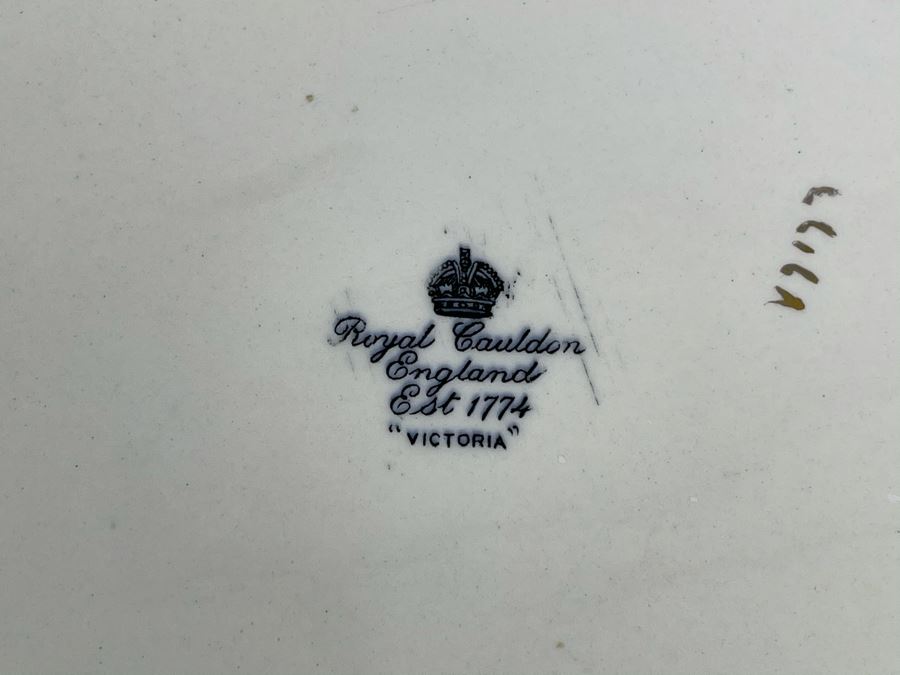 Royal Cauldon
England
Est 1774
"VICTORIA"